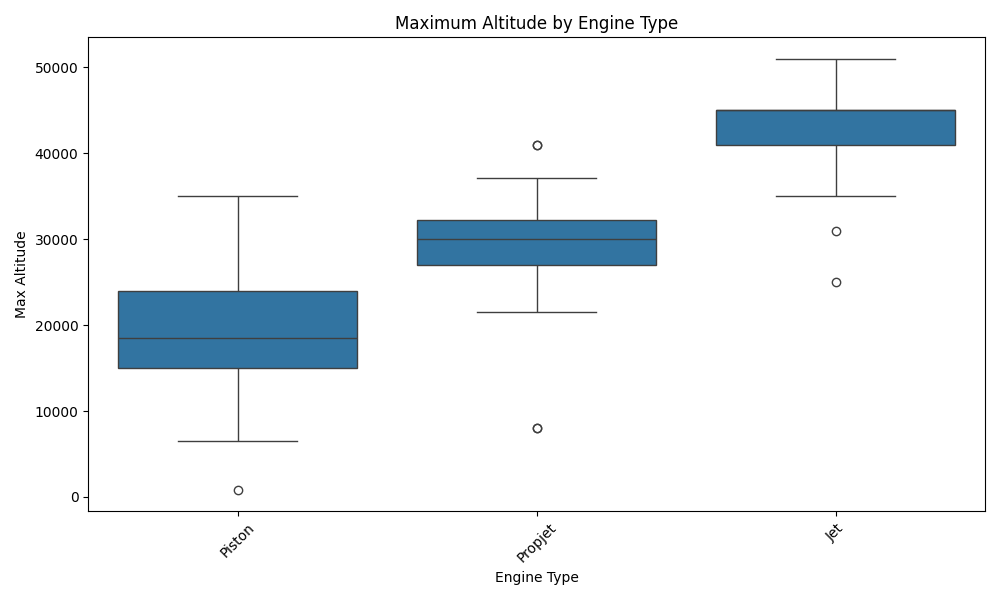 Maximum Altitude by Engine Type
Max Altitude
50000
40000
30000
20000
10000
0
Piston
Propjet
Jet
Engine Type